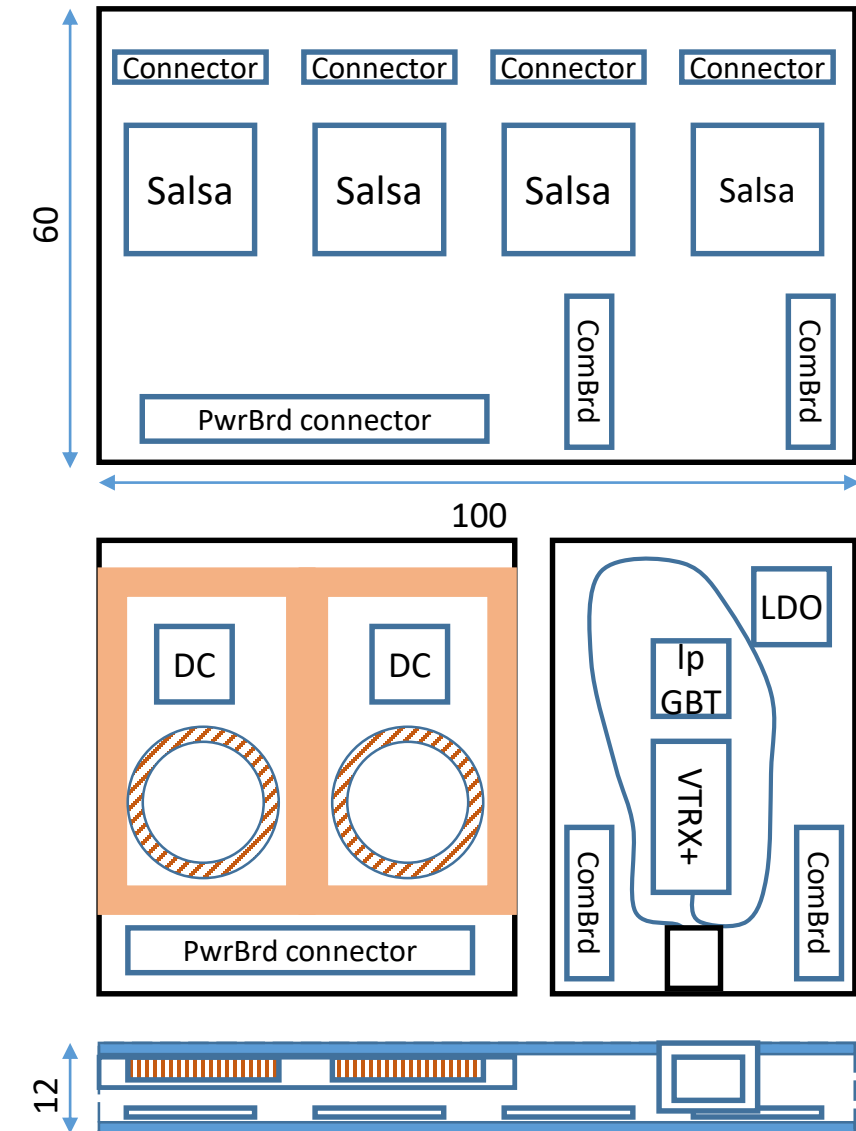 Connector Connector Connector Connector
Salsa Salsa Salsa Salsa
60
ComBrd ComBrd
PwrBrd connector
100
LDO
DC DC lp
GBT
VTRX+
ComBrd ComBrd
PwrBrd connector
12